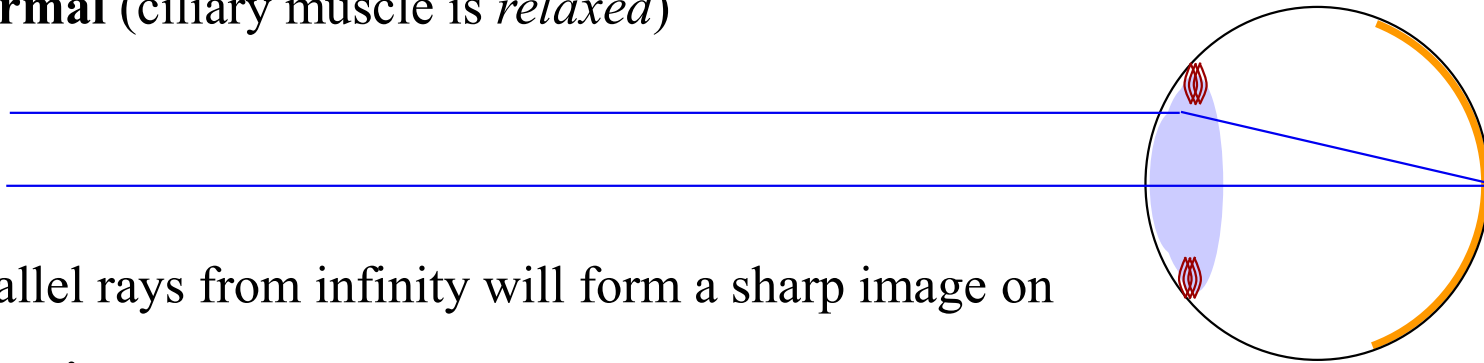 rmal (ciliary muscle is relaxed)
allel rays from infinity will form a sharp image on